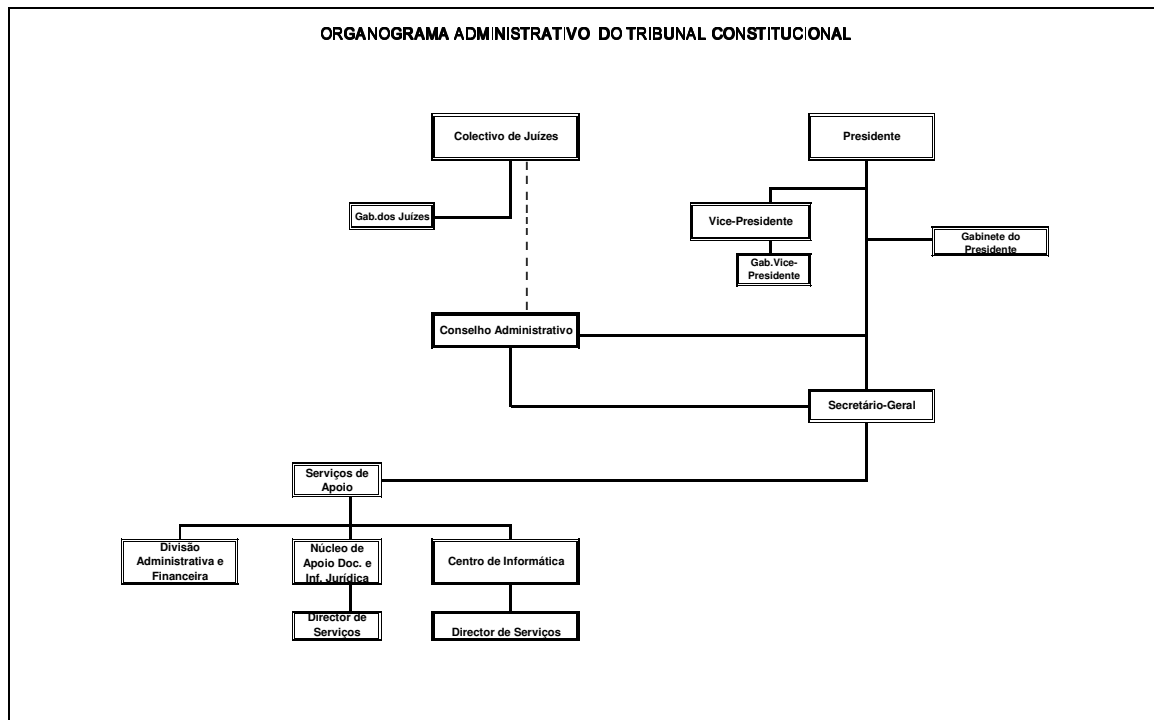 ORGANOGRAMA ADMINISTRATIVO DO TRIBUNAL CONSTITUCIONAL
Colectivo de Juízes
Presidente
Gab.dos Juízes
Vice-Presidente
Gabinete do
Presidente
Gab.Vice-
Presidente
Conselho Administrativo
Secretário-Geral
Serviços de
Apoio
Divisão
Administrativa e
Financeira
Núcleo de
Apoio Doc. e
Inf. Jurídica
Centro de Informática
Director de
Serviços
Director de Serviços